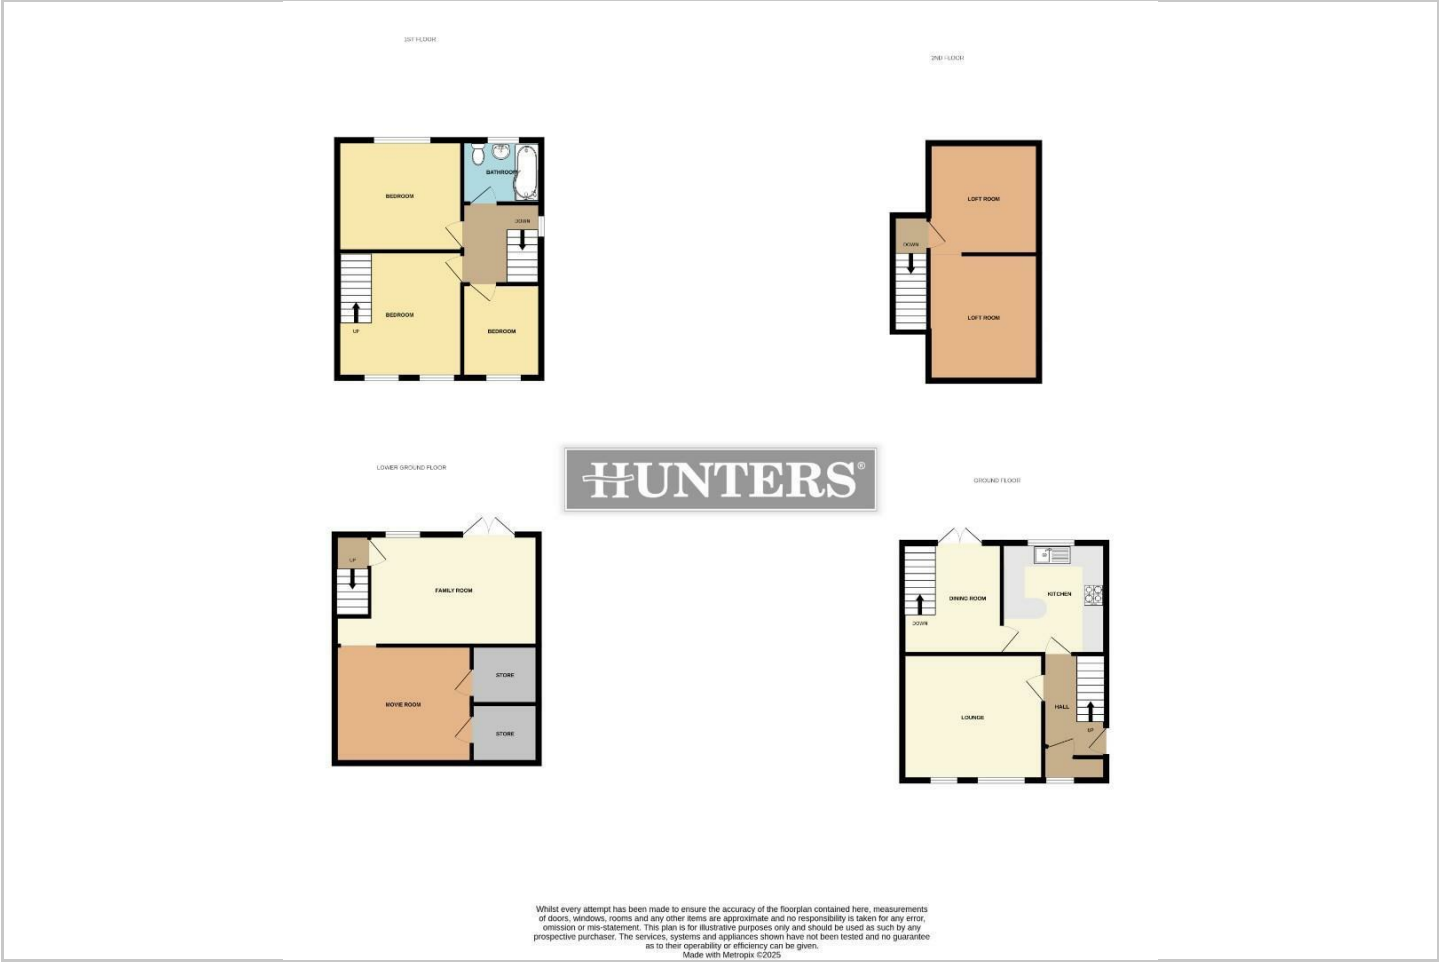 1ST FLOOR
2ND FLOOR
BEDROOM
BATHROOM
DOWN
BEDROOM
UP
BEDROOM
LOFT ROOM
DOWN
LOFT ROOM
HUNTERS®
LOWER GROUND FLOOR
GROUND FLOOR
UP
FAMILY ROOM
MOVIE ROOM
STORE
STORE
DINING ROOM
KITCHEN
DOWN
LOUNGE
HALL
UP
Whilst every attempt has been made to ensure the accuracy of the floorplan contained here, measurements
of doors, windows, rooms and any other items are approximate and no responsibility is taken for any error,
omission or mis-statement. This plan is for illustrative purposes only and should be used as such by any
prospective purchaser. The services, systems and appliances shown have not been tested and no guarantee
as to their operability or efficiency can be given.
Made with Metropix ©2025